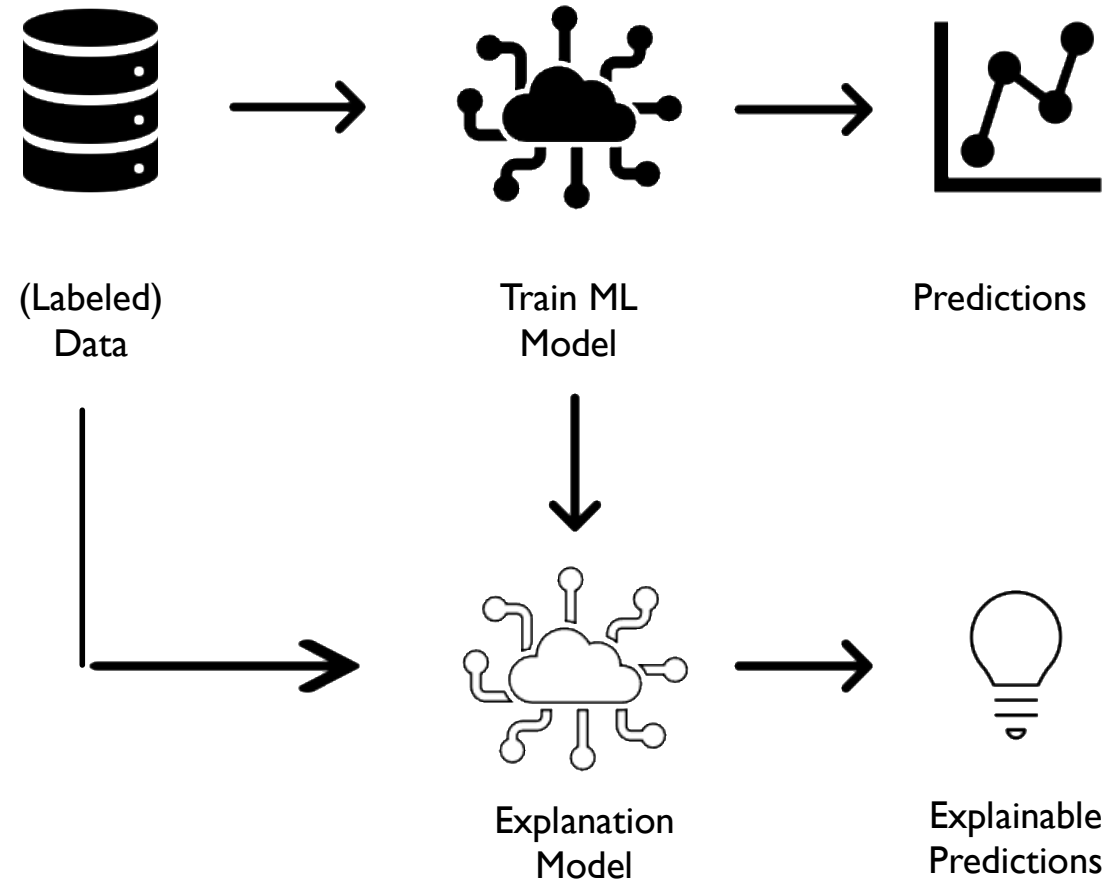 (Labeled)
Data
Train ML
Model
Predictions
Explanation
Model
Explainable
Predictions